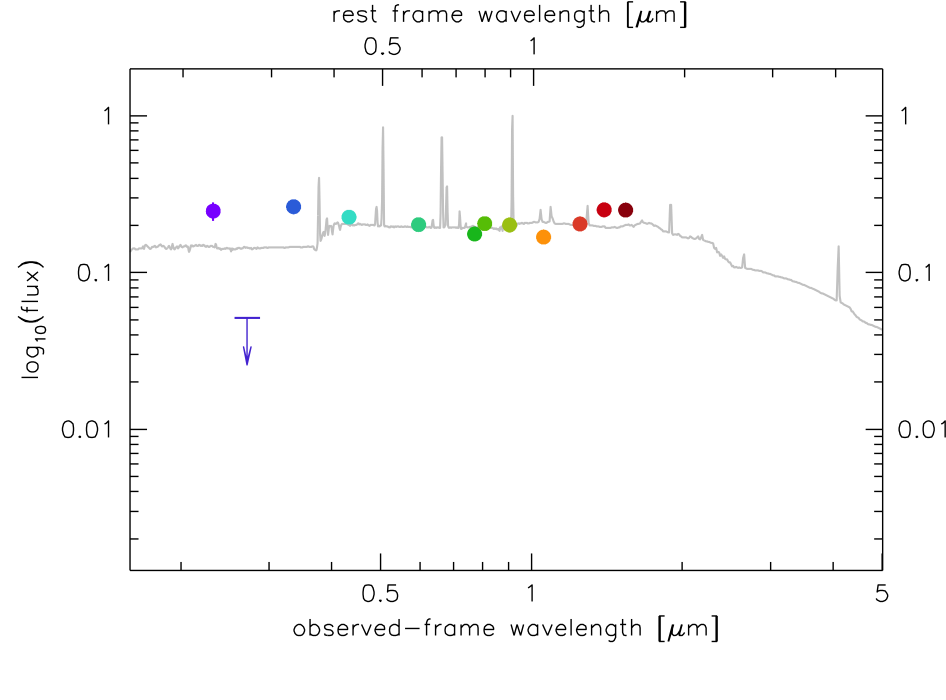 rest frame wavelength [μm]
0.5 1
1 1
0.1 0.1
log10(flux)
0.01 0.01
0.5 1 5
observed-frame wavelength [μm]